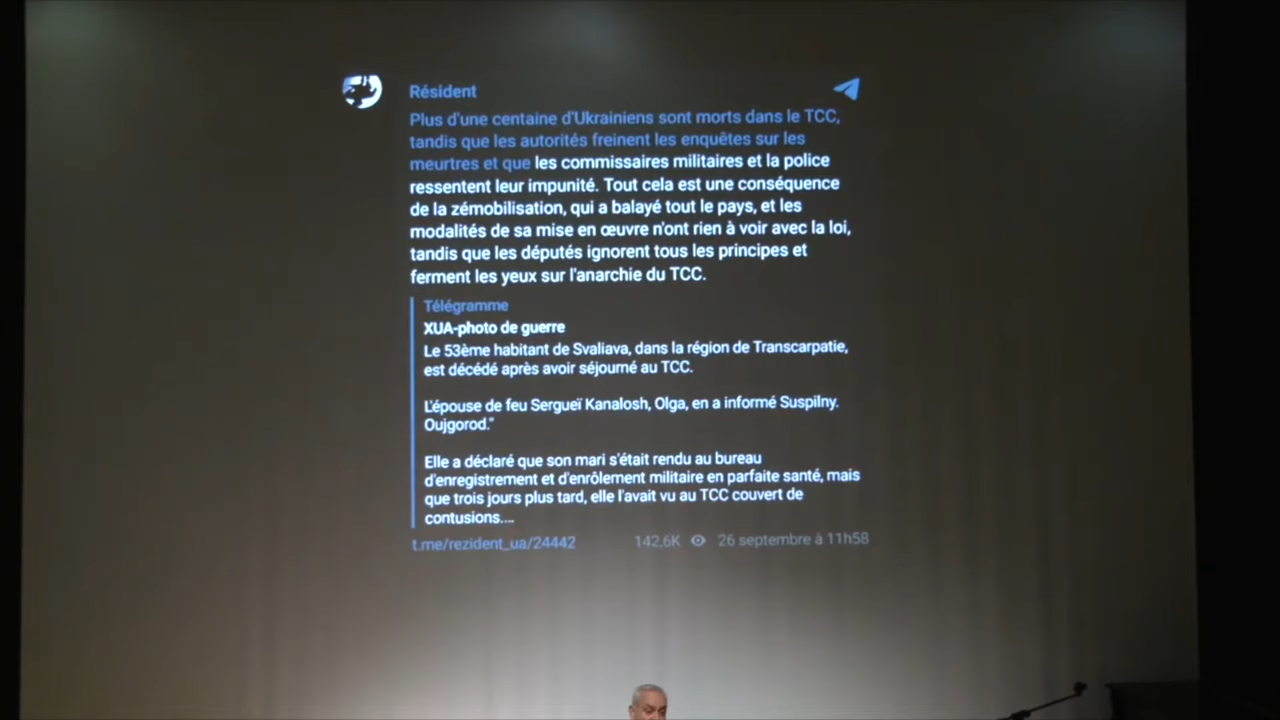 Résident
Plus d'une centaine d'Ukrainiens sont morts dans le TCC,
tandis que les autorités freinent les enquêtes sur les
meurtres et que les commissaires militaires et la police
ressentent leur impunité. Tout cela est une conséquence
de la zémobilisation, qui a balayé tout le pays, et les
modalités de sa mise en œuvre n'ont rien à voir avec la loi,
tandis que les députés ignorent tous les principes et
ferment les yeux sur l'anarchie du TCC.
Télégramme
XUA-photo de guerre
Le 53ème habitant de Svaliava, dans la région de Transcarpatie,
est décédé après avoir séjourné au TCC.
L'épouse de feu Sergueï Kanalosh, Olga, en a informé Suspilny.
Oujgorod."
Elle a déclaré que son mari s'était rendu au bureau
d'enregistrement et d'enrôlement militaire en parfaite santé, mais
que trois jours plus tard, elle l'avait vu au TCC couvert de
contusions....
t.me/rezident_ua/24442 142,6K 26 septembre à 11h58